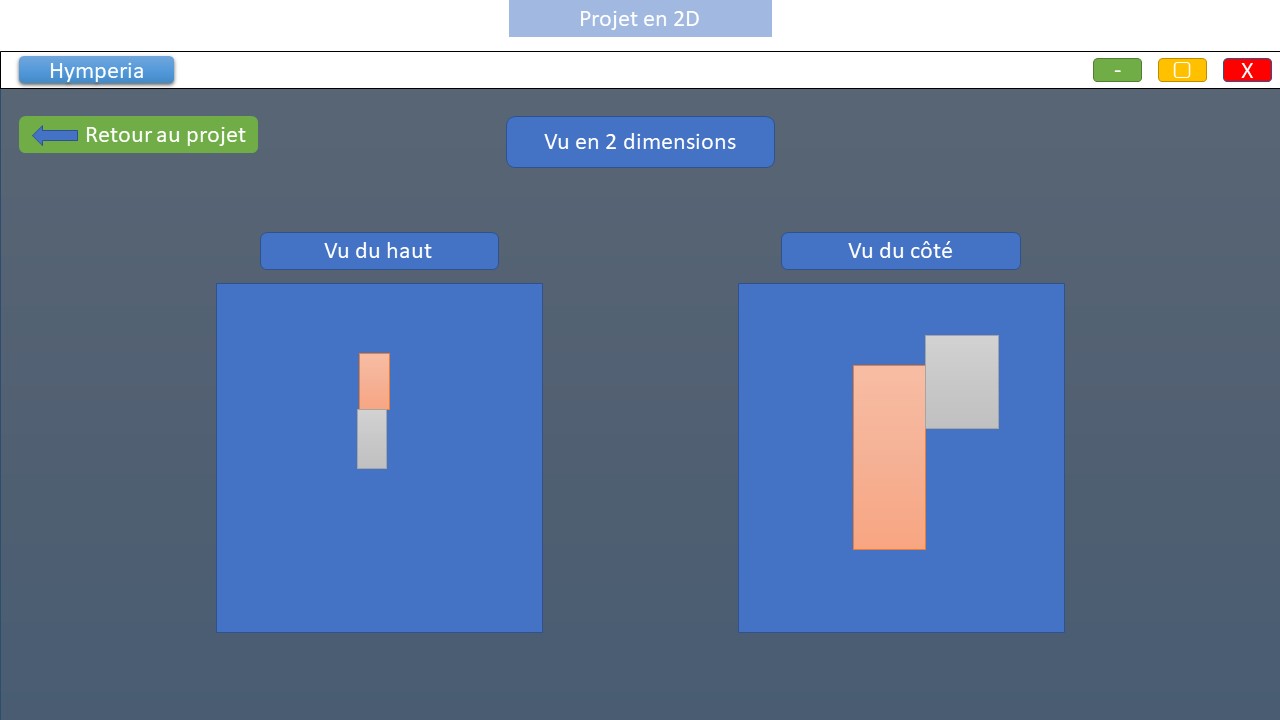 Projet en 2D
Hymperia
- ▢ X
Retour au projet
Vu en 2 dimensions
Vu du haut
Vu du côté